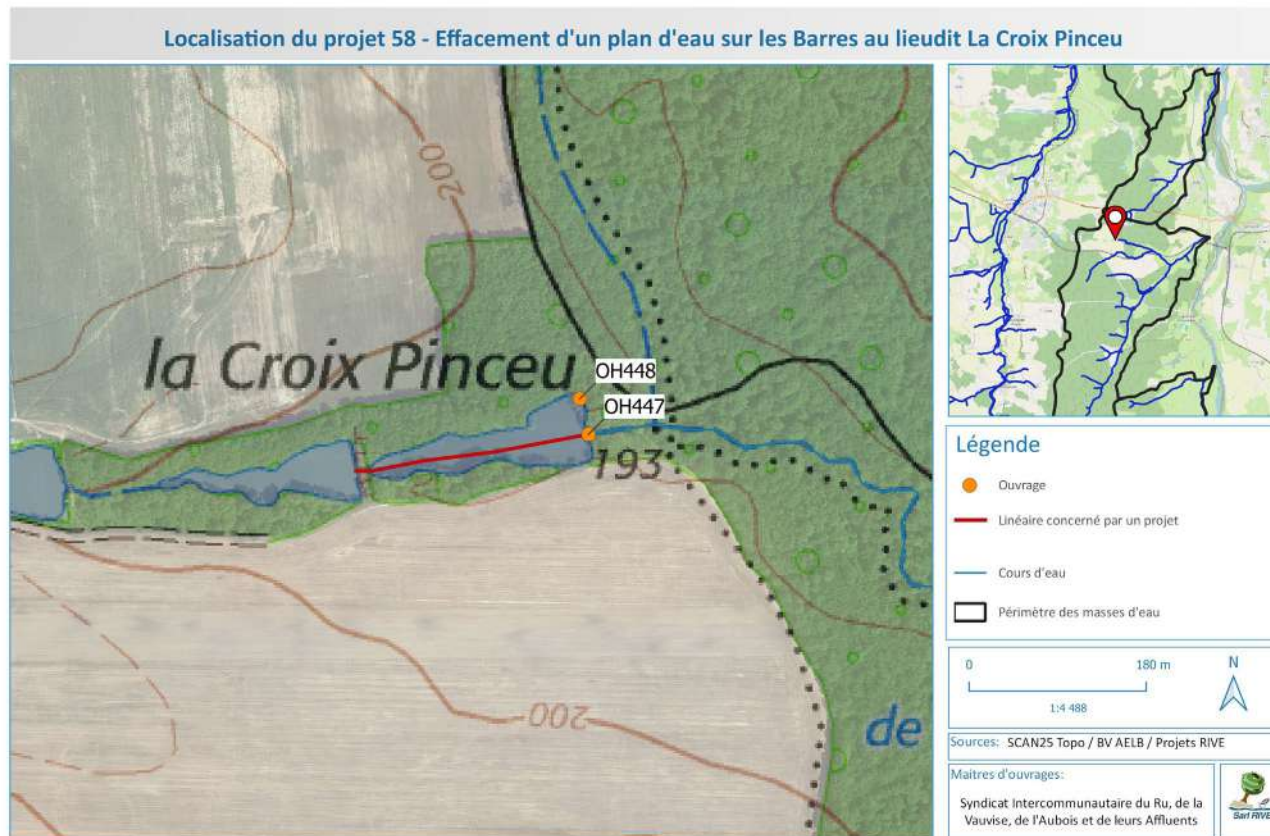 Localisation du projet 58 - Effacement d'un plan d'eau sur les Barres au lieudit La Croix Pinceu
200
la Croix Pinceu
OH448
OH447
193
200
de
Légende
Ouvrage
Linéaire concerné par un projet
Cours d'eau
Périmètre des masses d'eau
0 180 m N
1:4 488
Sources: SCAN25 Topo / BV AELB / Projets RIVE
Maitres d'ouvrages:
Syndicat Intercommunautaire du Ru, de la
Vauvise, de l'Aubois et de leurs Affluents
Sarl RIVE